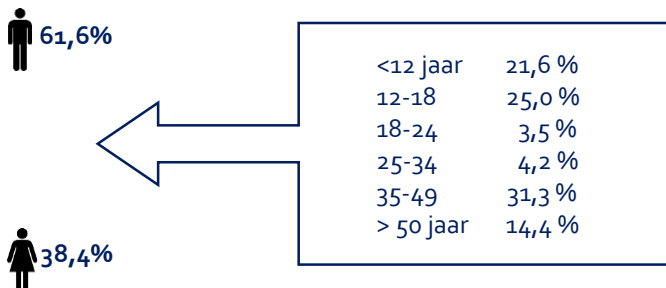 61,6%
<12 jaar 21,6 %
12-18 25,0 %
18-24 3,5 %
25-34 4,2 %
35-49 31,3 %
> 50 jaar 14,4 %
38,4%